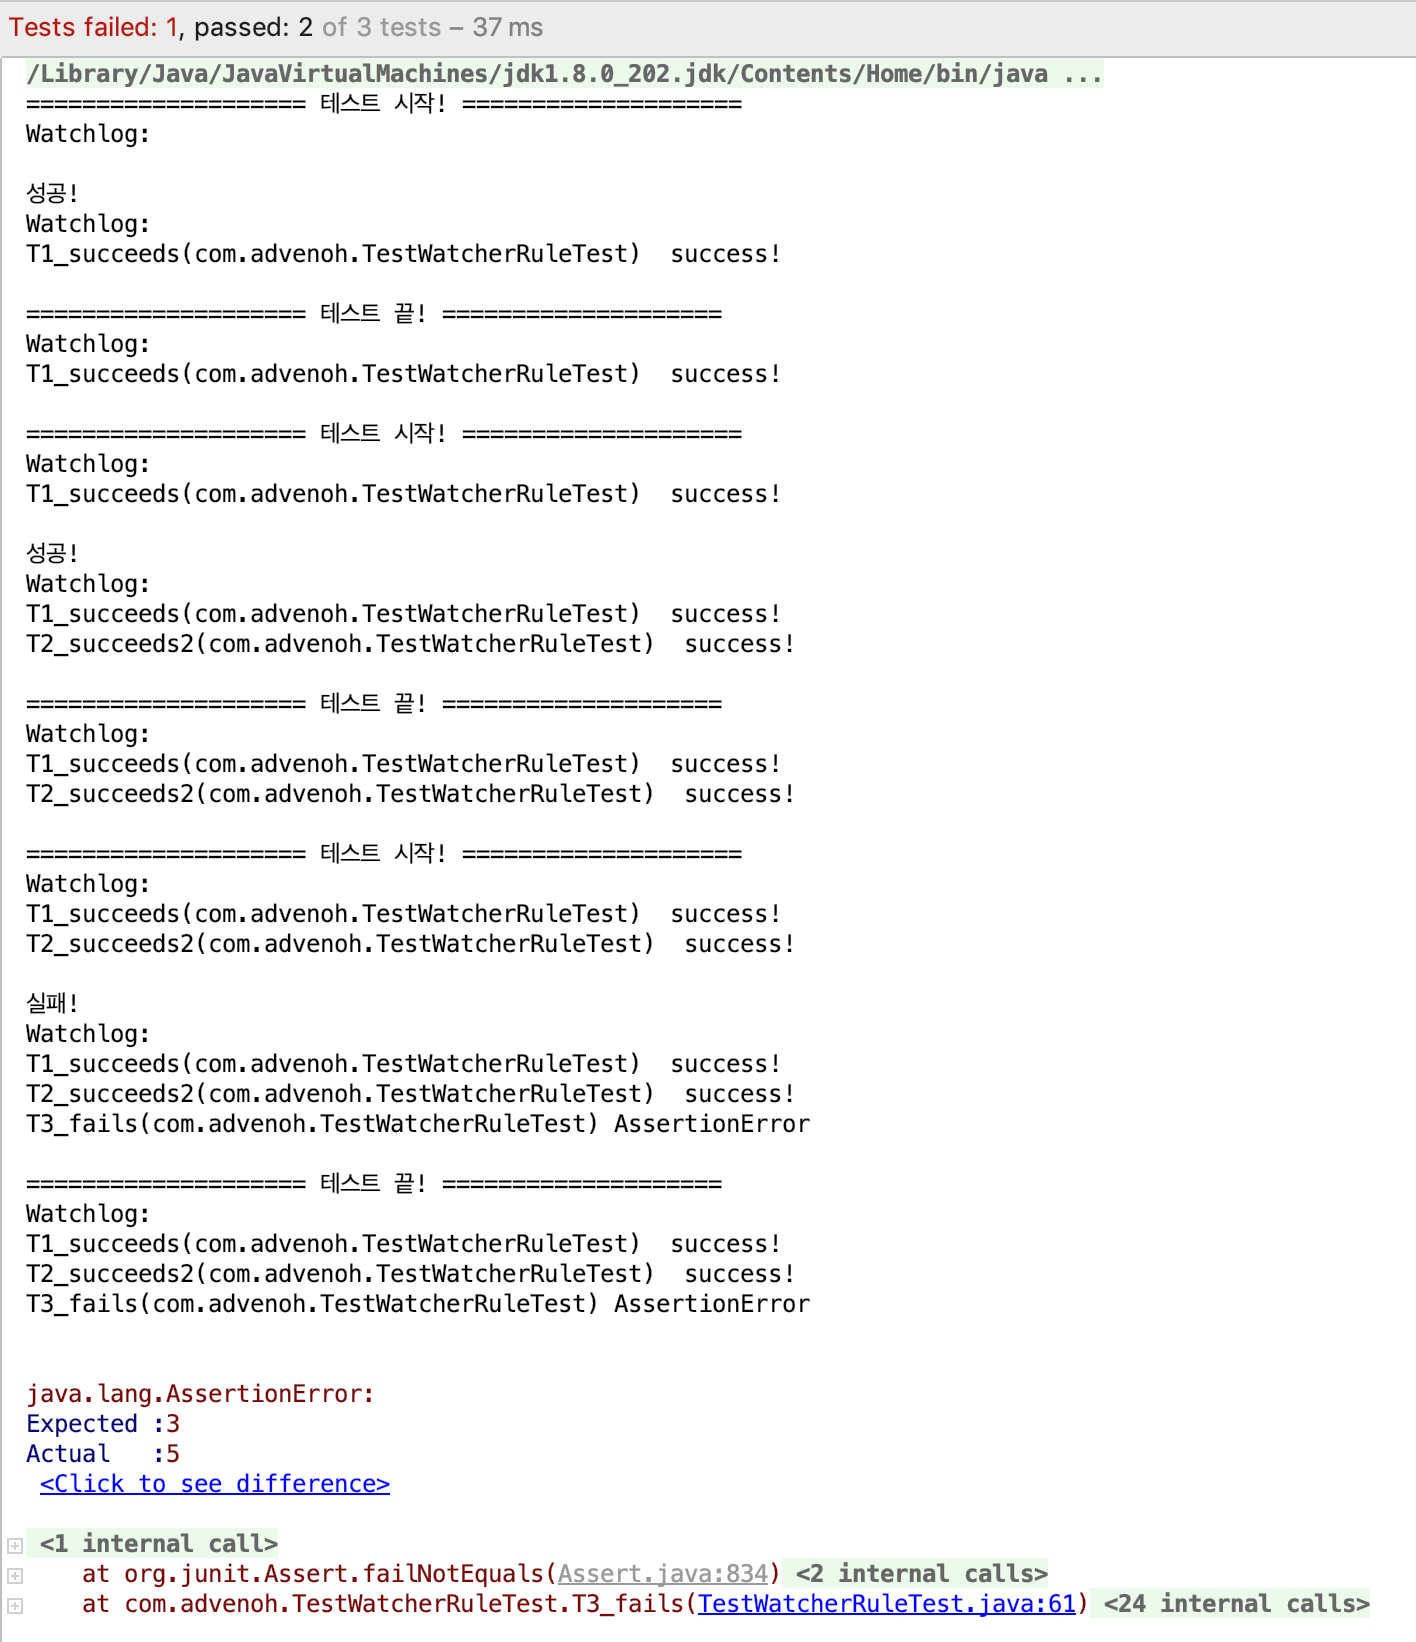 Tests failed: 1, passed: 2 of 3 tests – 37 ms
/Library/Java/JavaVirtualMachines/jdk1.8.0_202.jdk/Contents/Home/bin/java ...
==================== 테스트 시작! ====================
Watchlog:
성공!
Watchlog:
T1_succeeds(com.advenoh.TestWatcherRuleTest)  success!
==================== 테스트 끝! ====================
Watchlog:
T1_succeeds(com.advenoh.TestWatcherRuleTest)  success!
==================== 테스트 시작! ====================
Watchlog:
T1_succeeds(com.advenoh.TestWatcherRuleTest)  success!
성공!
Watchlog:
T1_succeeds(com.advenoh.TestWatcherRuleTest)  success!
T2_succeeds2(com.advenoh.TestWatcherRuleTest)  success!
==================== 테스트 끝! ====================
Watchlog:
T1_succeeds(com.advenoh.TestWatcherRuleTest)  success!
T2_succeeds2(com.advenoh.TestWatcherRuleTest)  success!
==================== 테스트 시작! ====================
Watchlog:
T1_succeeds(com.advenoh.TestWatcherRuleTest)  success!
T2_succeeds2(com.advenoh.TestWatcherRuleTest)  success!
실패!
Watchlog:
T1_succeeds(com.advenoh.TestWatcherRuleTest)  success!
T2_succeeds2(com.advenoh.TestWatcherRuleTest)  success!
T3_fails(com.advenoh.TestWatcherRuleTest) AssertionError
==================== 테스트 끝! ====================
Watchlog:
T1_succeeds(com.advenoh.TestWatcherRuleTest)  success!
T2_succeeds2(com.advenoh.TestWatcherRuleTest)  success!
T3_fails(com.advenoh.TestWatcherRuleTest) AssertionError
java.lang.AssertionError:
Expected :3
Actual   :5
<Click to see difference>
<1 internal call>
at org.junit.Assert.failNotEquals(Assert.java:834) <2 internal calls>
at com.advenoh.TestWatcherRuleTest.T3_fails(TestWatcherRuleTest.java:61) <24 internal calls>